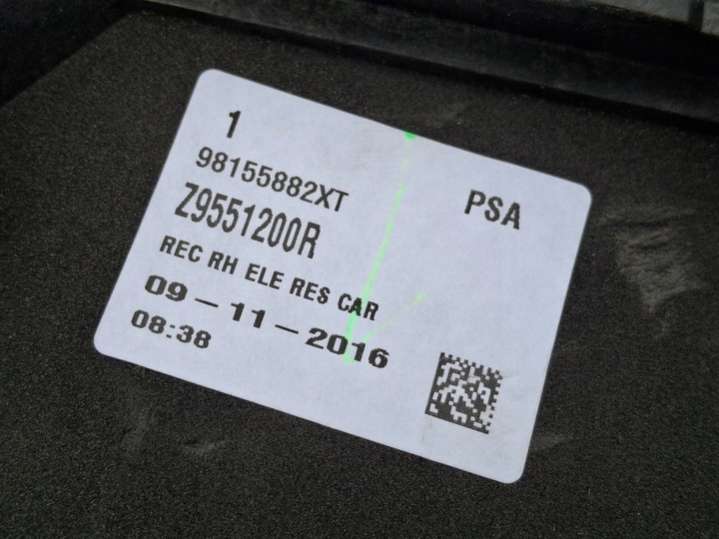 1
98155882XT
PSA
Z9551200R
REC RH ELE RES CAR
09-11-2016
08:38